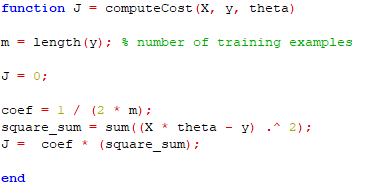 function J = computeCost(X, y, theta)
m = length(y); % number of training examples
J = 0;
coef = 1 / (2 * m);
square_sum = sum((X * theta - y) .^ 2);
J =  coef * (square_sum);
end